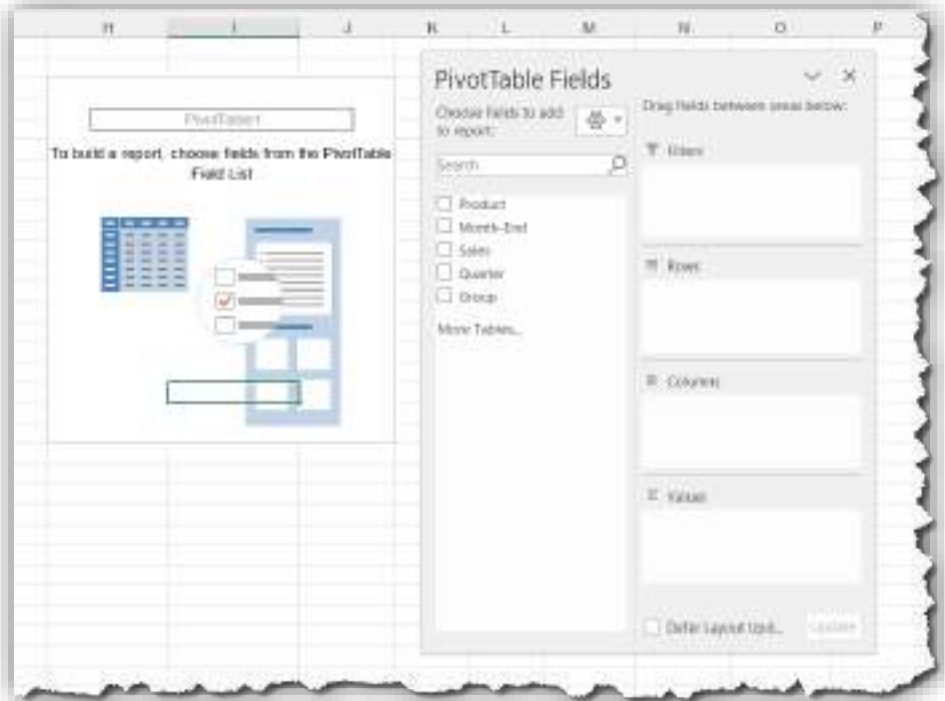 H I J K L M N O P
PivotTable1
To build a report, choose fields from the PivotTable
Field List
PivotTable Fields
Choose fields to add
to report:
Search
Product
Month-End
Sales
Quarter
Group
More Tables...
Drag fields between areas below:
Filters
Rows
Columns
Σ Values
Defer Layout Upd...
Update